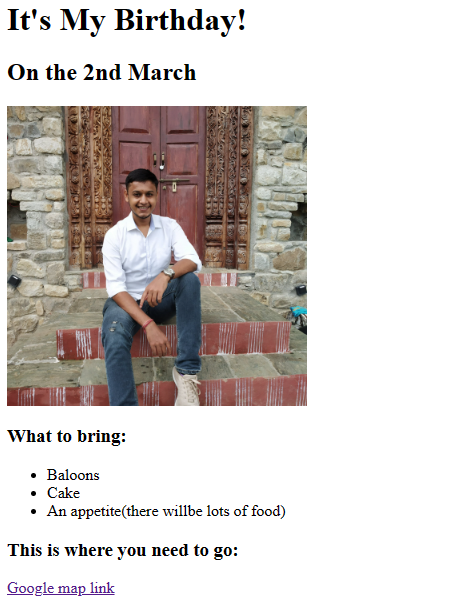 It's My Birthday!
On the 2nd March
What to bring:
Baloons
Cake
An appetite(there willbe lots of food)
This is where you need to go:
Google map link